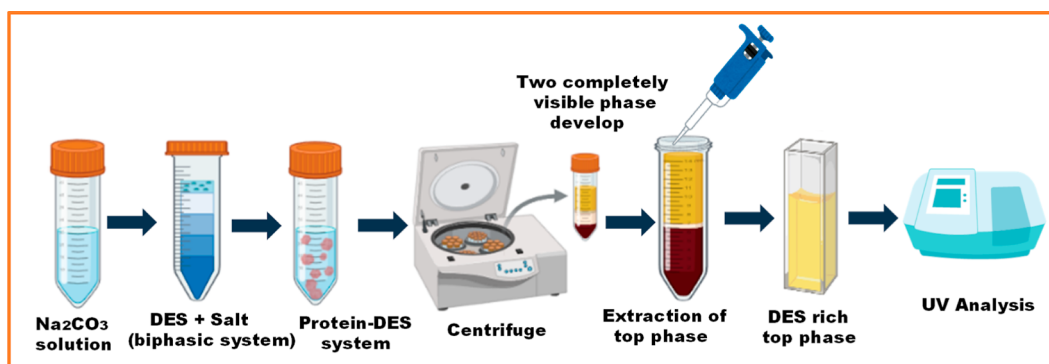 Two completely
visible phase
develop
Na₂CO₃
solution
DES + Salt
(biphasic system)
Protein-DES
system
Centrifuge
Extraction of
top phase
DES rich
top phase
UV Analysis